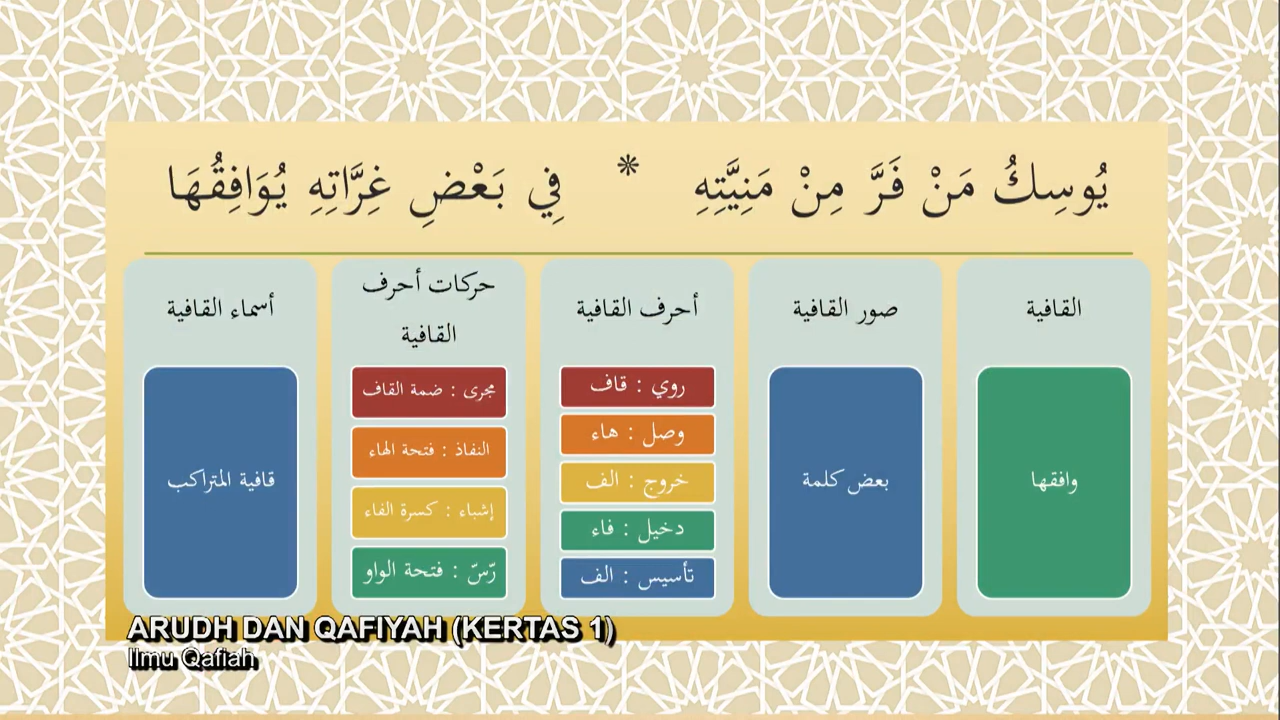 يُوسِكُ مَنْ فَرَّ مِنْ مَنِيَّتِهِ * فِي بَعْضِ غِرَّاتِهِ يُوَافِقُهَا
القافية
وافقها
صور القافية
بعض كلمة
أحرف القافية
روي : قاف
وصل : هاء
خروج : الف
دخيل : فاء
تأسيس : الف
حركات أحرف
القافية
مجرى : ضمة القاف
النفاذ : فتحة الهاء
إشباء : كسرة الفاء
رّسّ : فتحة الواو
أسماء القافية
قافية المتراكب
ARUDH DAN QAFIYAH (KERTAS 1)
Ilmu Qafiah